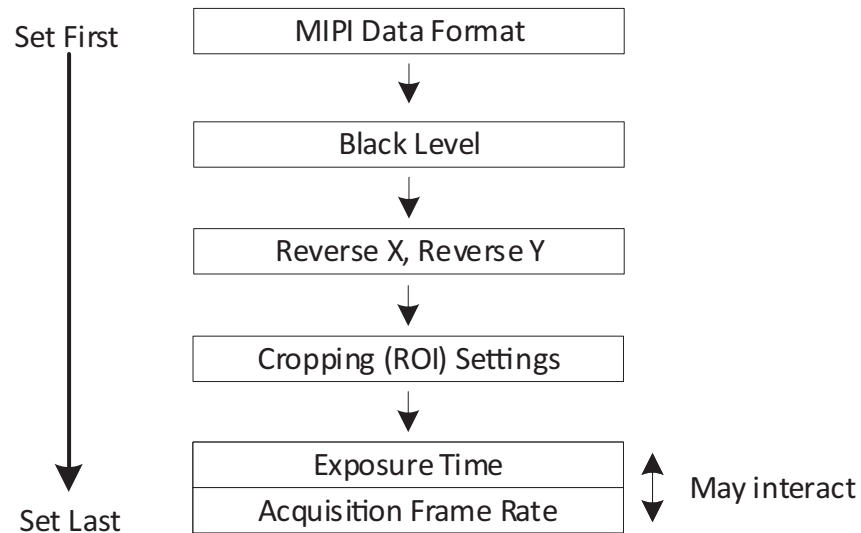 Set First
MIPI Data Format
Black Level
Reverse X, Reverse Y
Cropping (ROI) Settings
Exposure Time
Acquisition Frame Rate
May interact
Set Last